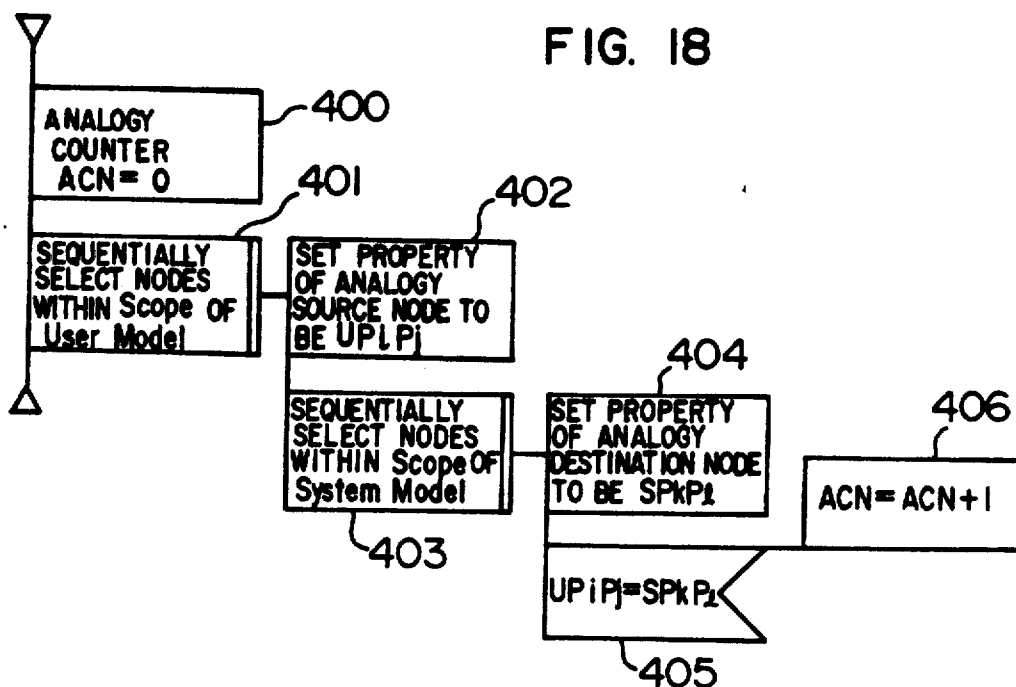 FIG. 18
400
ANALOGY
COUNTER
ACN = 0
401
402
SEQUENTIALLY
SELECT NODES
WITHIN Scope OF
User Model
SET PROPERTY
OF ANALOGY
SOURCE NODE TO
BE UPiPj
404
406
SEQUENTIALLY
SELECT NODES
WITHIN Scope OF
System Model
SET PROPERTY
OF ANALOGY
DESTINATION NODE
TO BE SPkPℓ
ACN = ACN + 1
403
UPiPj=SPkPℓ
405